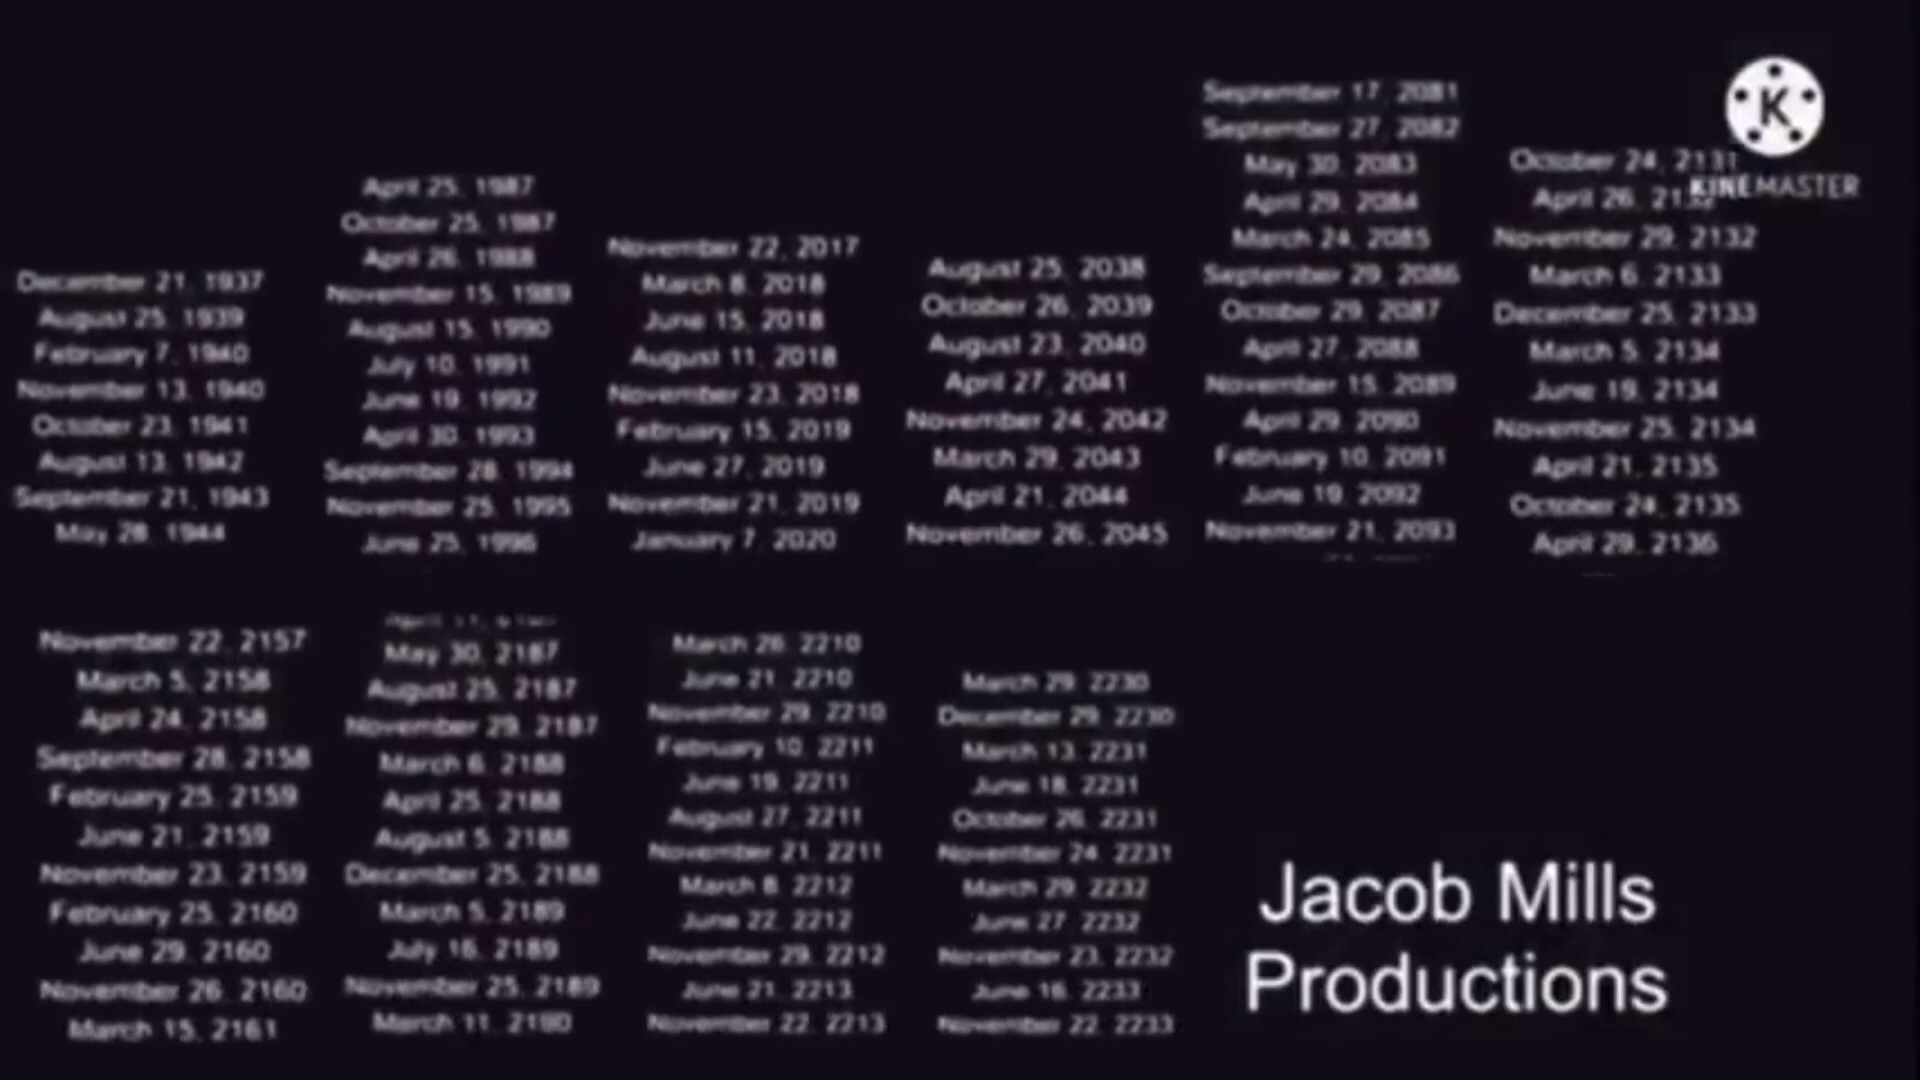 December 21, 1937
August 25, 1939
February 7, 1940
November 13, 1940
October 23, 1941
August 13, 1942
September 21, 1943
May 28, 1944
April 25, 1987
October 25, 1987
April 26, 1988
November 15, 1989
August 15, 1990
July 10, 1991
June 19, 1992
April 30, 1993
September 28, 1994
November 25, 1995
June 25, 1996
November 22, 2017
March 8, 2018
June 15, 2018
August 11, 2018
November 23, 2018
February 15, 2019
June 27, 2019
November 21, 2019
January 7, 2020
August 25, 2038
October 26, 2039
August 23, 2040
April 27, 2041
November 24, 2042
March 29, 2043
April 21, 2044
November 26, 2045
September 17, 2081
September 27, 2082
May 30, 2083
April 29, 2084
March 24, 2085
September 29, 2086
October 29, 2087
April 27, 2088
November 15, 2089
April 29, 2090
February 10, 2091
June 19, 2092
November 21, 2093
October 24, 2131
April 26, 2132
November 29, 2132
March 6, 2133
December 25, 2133
March 5, 2134
June 19, 2134
November 25, 2134
April 21, 2135
October 24, 2135
April 29, 2136
K
KINEMASTER
November 22, 2157
March 5, 2158
April 24, 2158
September 28, 2158
February 25, 2159
June 21, 2159
November 23, 2159
February 25, 2160
June 29, 2160
November 26, 2160
March 15, 2161
May 30, 2187
August 25, 2187
November 29, 2187
March 6, 2188
April 25, 2188
August 5, 2188
December 25, 2188
March 5, 2189
July 16, 2189
November 25, 2189
March 11, 2190
March 26, 2210
June 21, 2210
November 29, 2210
February 10, 2211
June 19, 2211
August 27, 2211
November 21, 2211
March 8, 2212
June 22, 2212
November 29, 2212
June 21, 2213
November 22, 2213
March 29, 2230
December 29, 2230
March 13, 2231
June 18, 2231
October 26, 2231
November 24, 2231
March 29, 2232
June 27, 2232
November 23, 2232
June 16, 2233
November 22, 2233
Jacob Mills
Productions